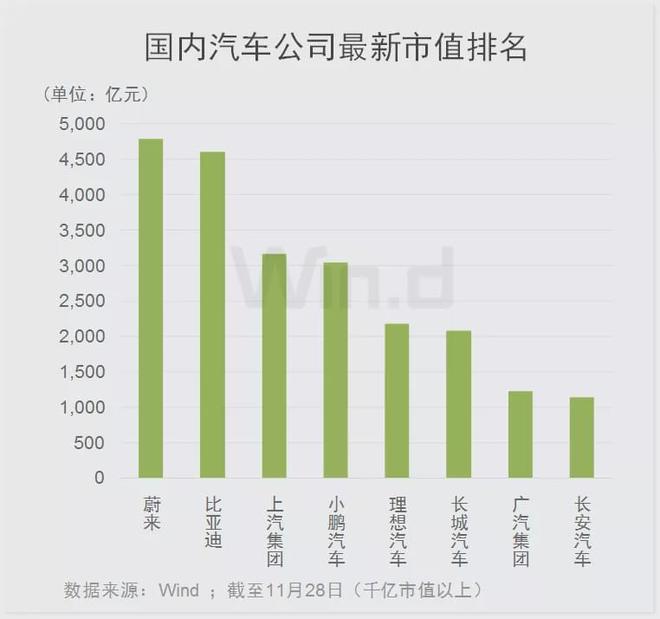 国内汽车公司最新市值排名
(单位：亿元)
5,000
4,500
4,000
3,500
3,000
2,500
2,000
1,500
1,000
500
0
Win.d
蔚来
比亚迪
上汽集团
小鹏汽车
理想汽车
长城汽车
广汽集团
长安汽车
数据来源：Wind ；截至11月28日（千亿市值以上）